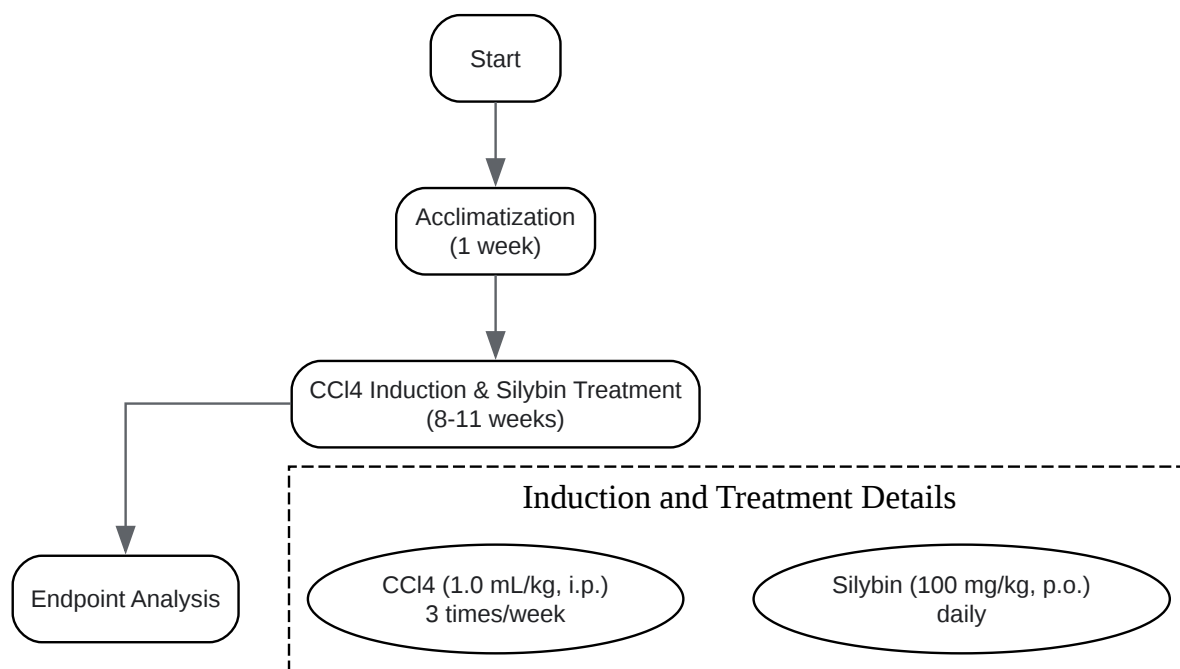 Start
Acclimatization
(1 week)
CCl4 Induction & Silybin Treatment
(8-11 weeks)
Induction and Treatment Details
Endpoint Analysis
CCl4 (1.0 mL/kg, i.p.)
3 times/week
Silybin (100 mg/kg, p.o.)
daily